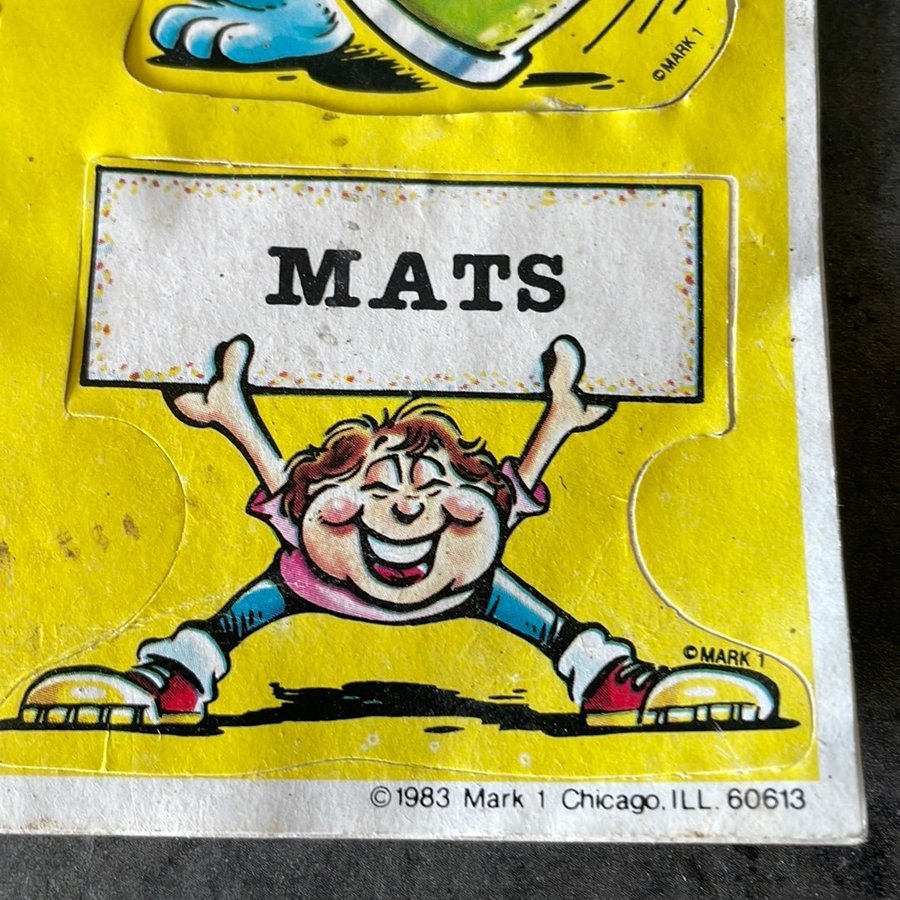 ©MARK 1
MATS
©MARK 1
©1983 Mark 1 Chicago, ILL. 60613